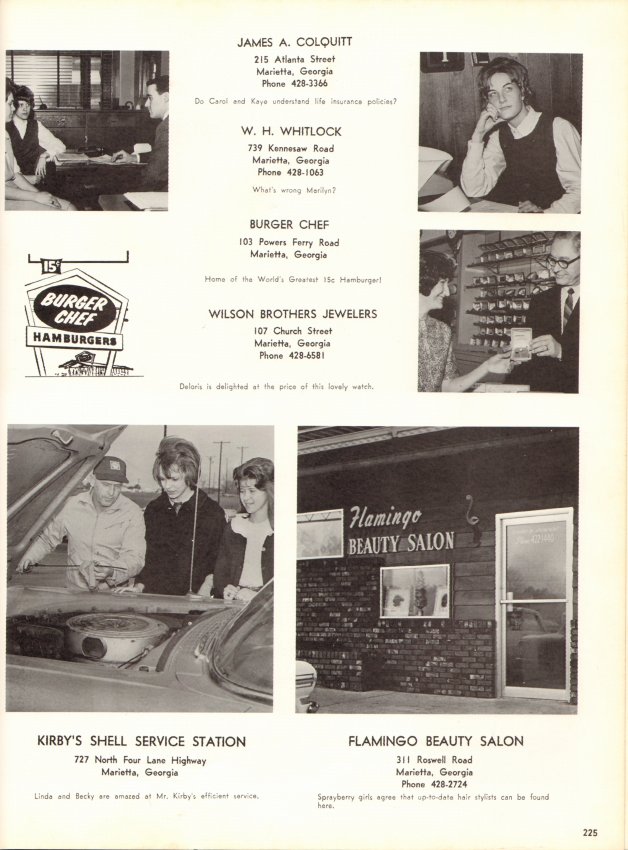 JAMES A. COLQUITT
215 Atlanta Street
Marietta, Georgia
Phone 428-3366
Do Carol and Kaye understand life insurance policies?
W. H. WHITLOCK
739 Kennesaw Road
Marietta, Georgia
Phone 428-1063
What's wrong Marilyn?
BURGER CHEF
103 Powers Ferry Road
Marietta, Georgia
Home of the World's Greatest 15c Hamburger!
15¢
BURGER
CHEF
HAMBURGERS
WILSON BROTHERS JEWELERS
107 Church Street
Marietta, Georgia
Phone 428-6581
Deloris is delighted at the price of this lovely watch.
Flamingo
BEAUTY SALON
KIRBY'S SHELL SERVICE STATION
727 North Four Lane Highway
Marietta, Georgia
Linda and Becky are amazed at Mr. Kirby's efficient service.
FLAMINGO BEAUTY SALON
311 Roswell Road
Marietta, Georgia
Phone 428-2724
Sprayberry girls agree that up-to-date hair stylists can be found
here.
225